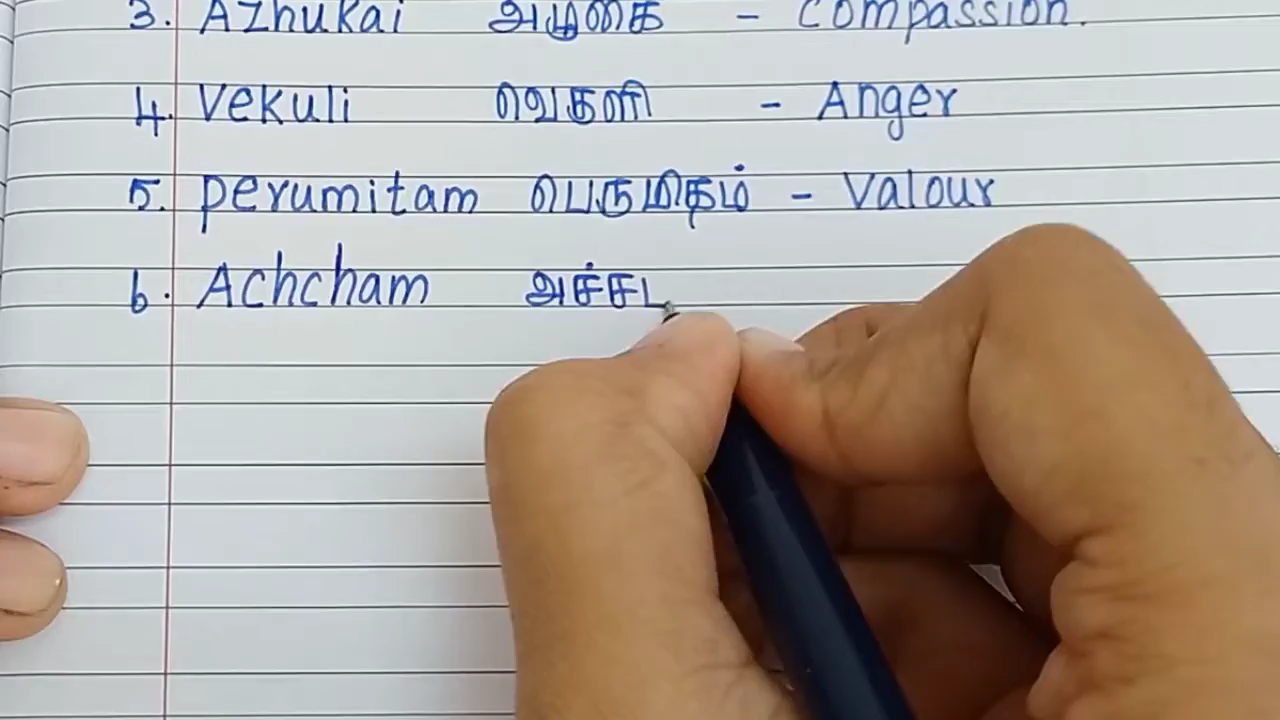 3. Azhukai அழுகை - Compassion.
4. Vekuli வெகுளி - Anger
5. perumitam பெருமிதம் - Valour
6. Achcham அச்ச